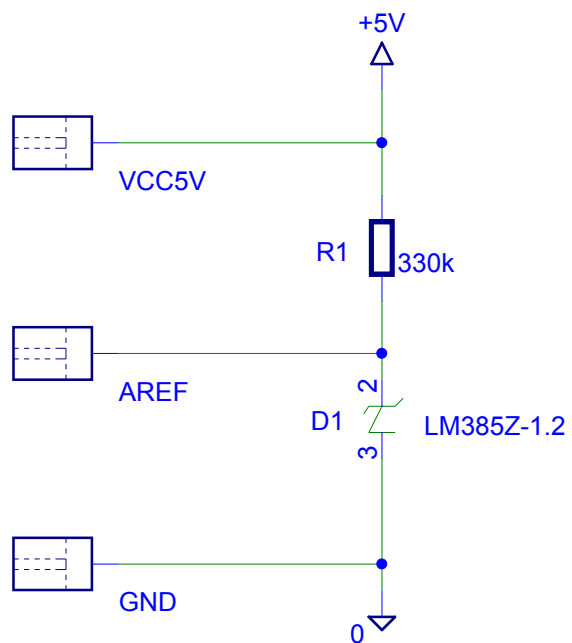 +5V
VCC5V
R1 330k
AREF
2
D1 LM385Z-1.2
3
GND
0